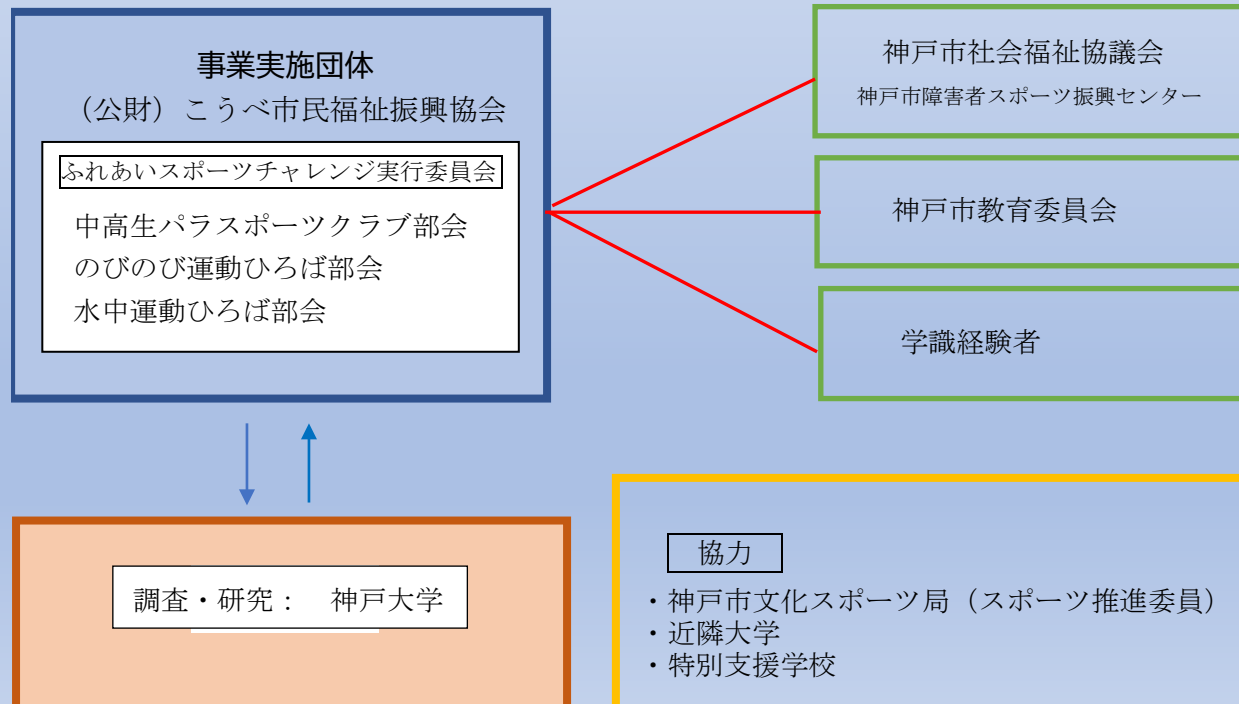 事業実施団体
（公財）こうべ市民福祉振興協会
ふれあいスポーツチャレンジ実行委員会
中高生パラスポーツクラブ部会
のびのび運動ひろば部会
水中運動ひろば部会
神戸市社会福祉協議会
神戸市障害者スポーツ振興センター
神戸市教育委員会
学識経験者
調査・研究：　神戸大学
協力
・神戸市文化スポーツ局（スポーツ推進委員）
・近隣大学
・特別支援学校